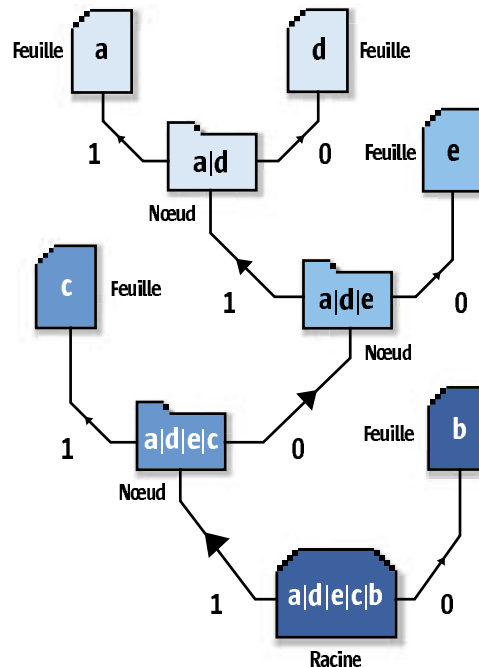 Feuille a d Feuille
1 a|d 0 Feuille e
Nœud
c Feuille
1 a|d|e 0
Nœud
1 a|d|e|c 0 Feuille b
Nœud
1 a|d|e|c|b 0
Racine